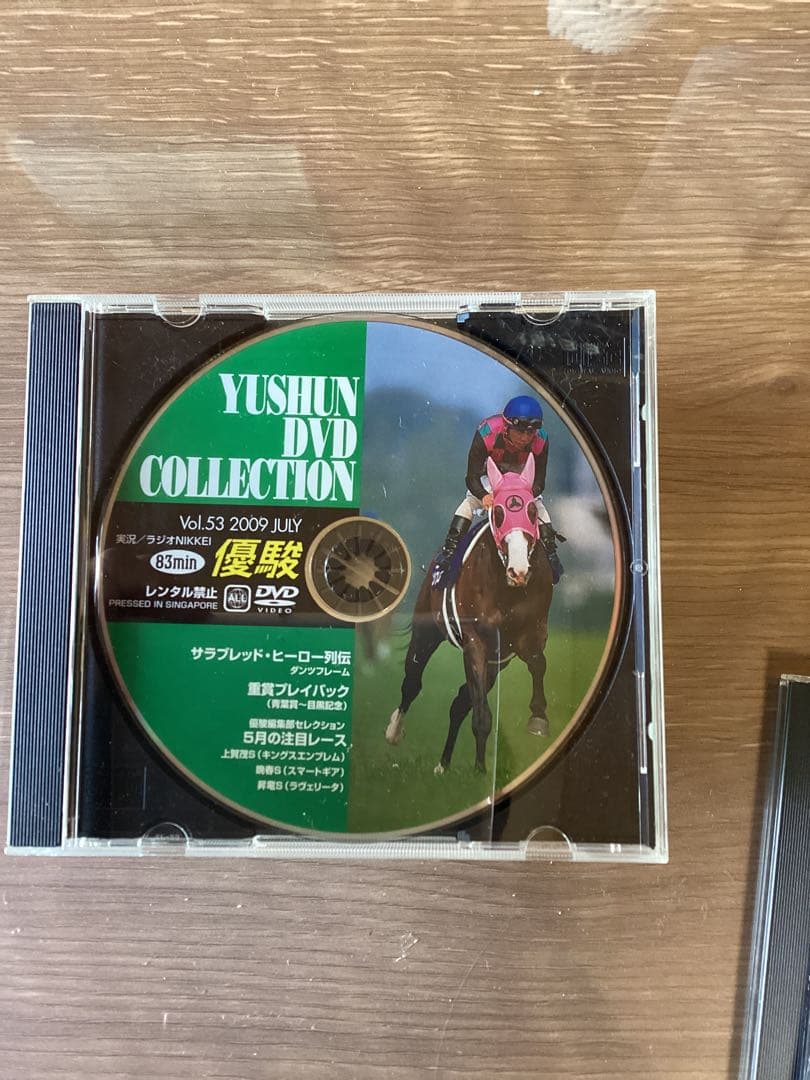 YUSHUN
DVD
COLLECTION
Vol.53 2009 JULY
実況/ラジオNIKKEI
83min
優駿
レンタル禁止
PRESSED IN SINGAPORE
ALL
DVD
VIDEO
サラブレッド・ヒーロー列伝
ダンツフレーム
重賞プレイバック
(青葉賞~目黒記念)
優駿編集部セレクション
5月の注目レース
上賀茂S(キングスエンブレム)
晩春S(スマートギア)
昇竜S(ラヴェリータ)
DIGITAL AUDIO